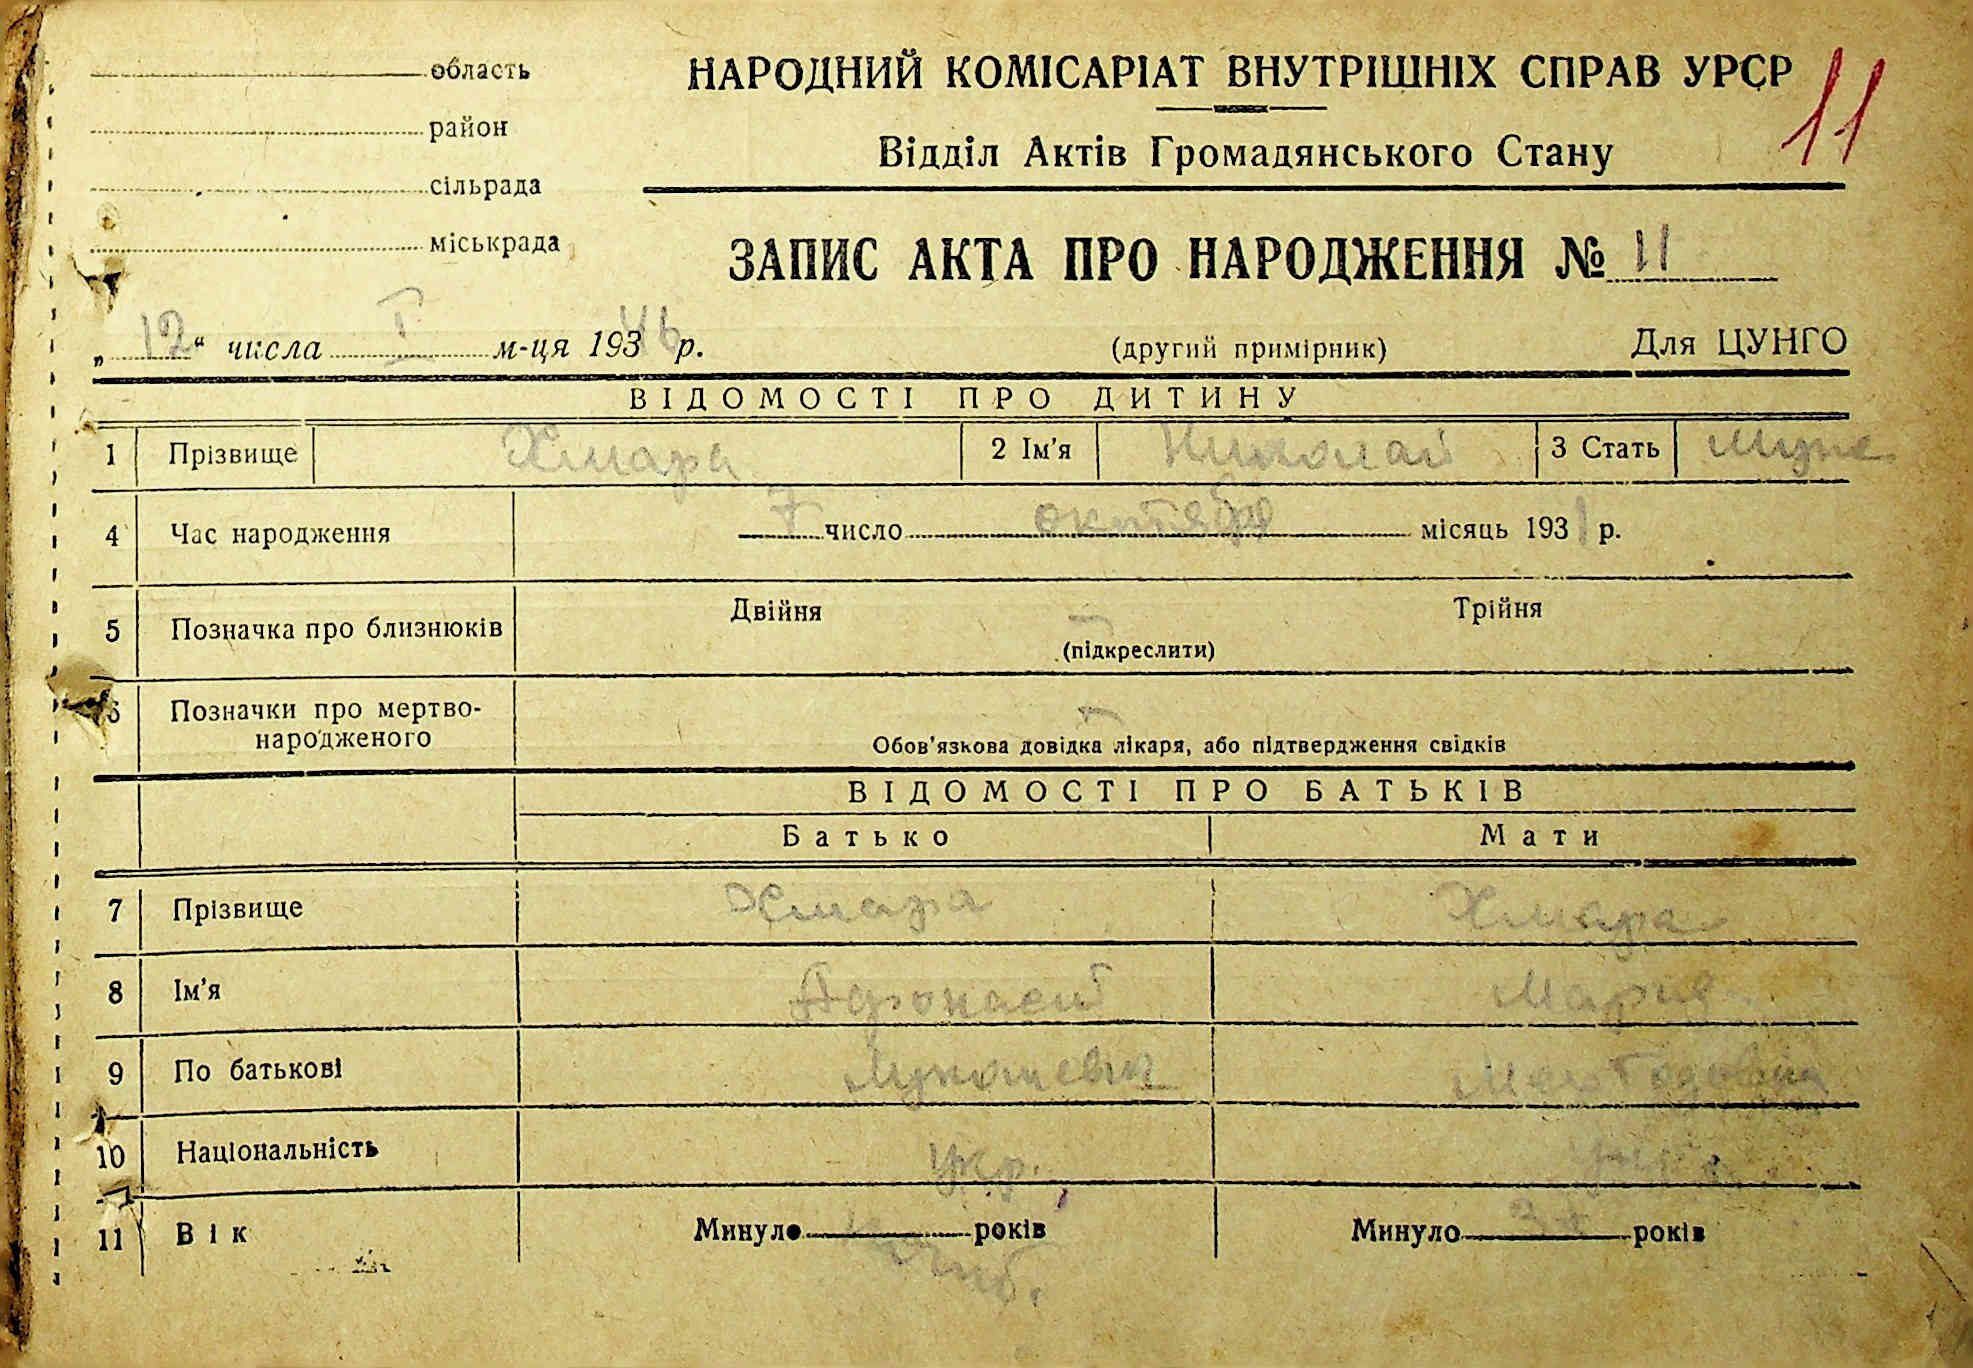 область
НАРОДНИЙ КОМІСАРІАТ ВНУТРІШНІХ СПРАВ УРСР
11
район
Відділ Актів Громадянського Стану
сільрада
міськрада
ЗАПИС АКТА ПРО НАРОДЖЕННЯ № 11
„ 12 “ числа I м-ця 193 46 р. (другий примірник) Для ЦУНГО
ВІДОМОСТІ ПРО ДИТИНУ
1 Прізвище Хмара 2 Ім'я Николай 3 Стать Муж
4 Час народження 7 число октября місяць 1931 р.
5 Позначка про близнюків Двійня Трійня
(підкреслити)
6 Позначки про мертво-
народженого
Обов'язкова довідка лікаря, або підтвердження свідків
ВІДОМОСТІ ПРО БАТЬКІВ
Батько Мати
7 Прізвище Хмара Хмара
8 Ім'я Афонасий Мария
9 По батькові
10 Національність укр. укр.
11 Вік Минуло років Минуло років